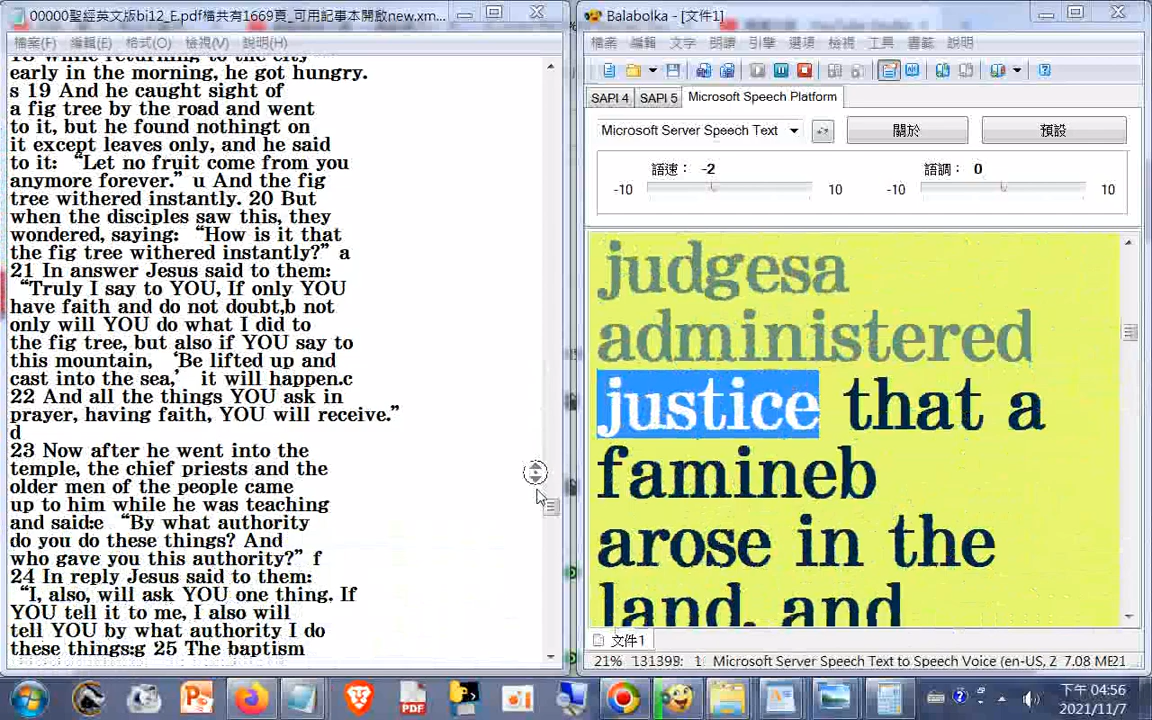 00000聖經英文版bi12_E.pdf檔共有1669頁_可用記事本開啟new.xm...
檔案(F) 編輯(E) 格式(O) 檢視(V) 說明(H)
18 while returning to the city
early in the morning, he got hungry.
s 19 And he caught sight of
a fig tree by the road and went
to it, but he found nothingt on
it except leaves only, and he said
to it: “Let no fruit come from you
anymore forever.” u And the fig
tree withered instantly. 20 But
when the disciples saw this, they
wondered, saying: “How is it that
the fig tree withered instantly?” a
21 In answer Jesus said to them:
“Truly I say to YOU, If only YOU
have faith and do not doubt,b not
only will YOU do what I did to
the fig tree, but also if YOU say to
this mountain, ‘Be lifted up and
cast into the sea,’ it will happen.c
22 And all the things YOU ask in
prayer, having faith, YOU will receive.”
d
23 Now after he went into the
temple, the chief priests and the
older men of the people came
up to him while he was teaching
and said:e “By what authority
do you do these things? And
who gave you this authority?” f
24 In reply Jesus said to them:
“I, also, will ask YOU one thing. If
YOU tell it to me, I also will
tell YOU by what authority I do
these things:g 25 The baptism
Balabolka - [文件1]
檔案 編輯 文字 朗讀 引擎 選項 檢視 工具 書籤 說明
SAPI 4 SAPI 5 Microsoft Speech Platform
Microsoft Server Speech Text 關於 預設
語速： -2 語調： 0
-10 10 -10 10
judgesa
administered
justice that a
famineb
arose in the
land, and
文件1
21% 131398: 1 Microsoft Server Speech Text to Speech Voice (en-US, Z 7.08 ME21
下午 04:56
2021/11/7